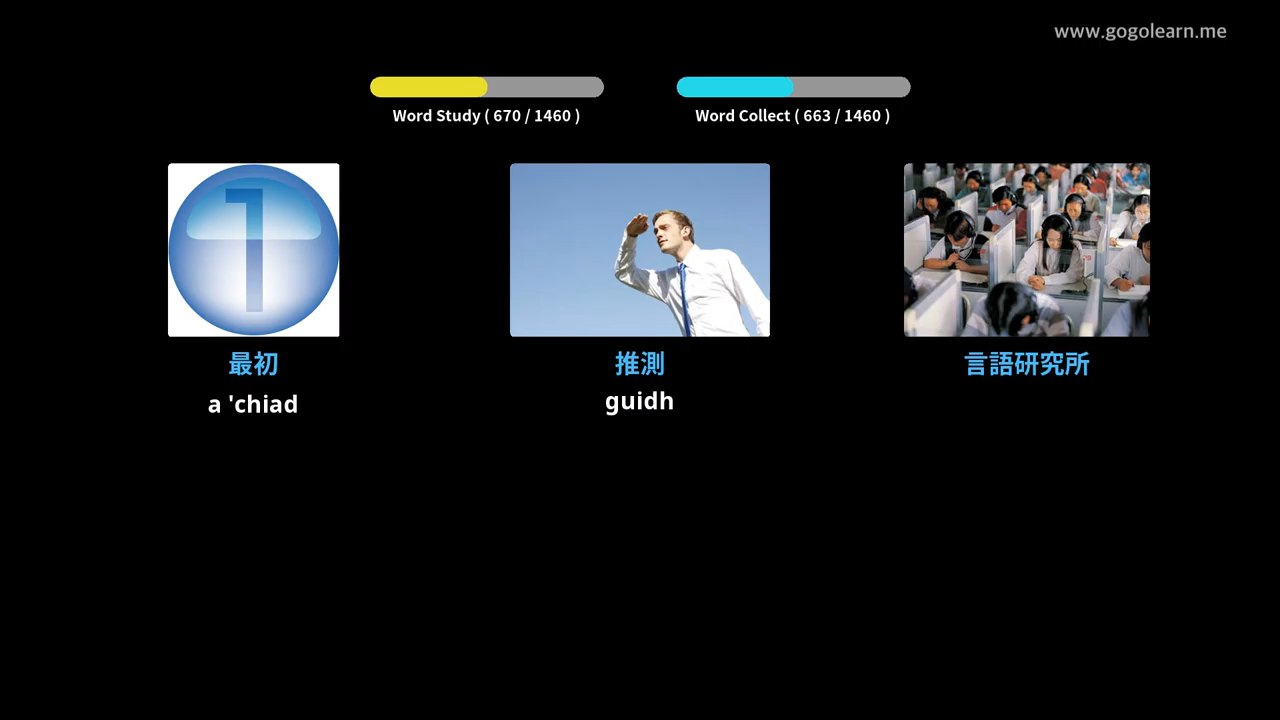 www.gogolearn.me
Word Study ( 670 / 1460 )
Word Collect ( 663 / 1460 )
1
最初
推測
言語研究所
a 'chiad
guidh